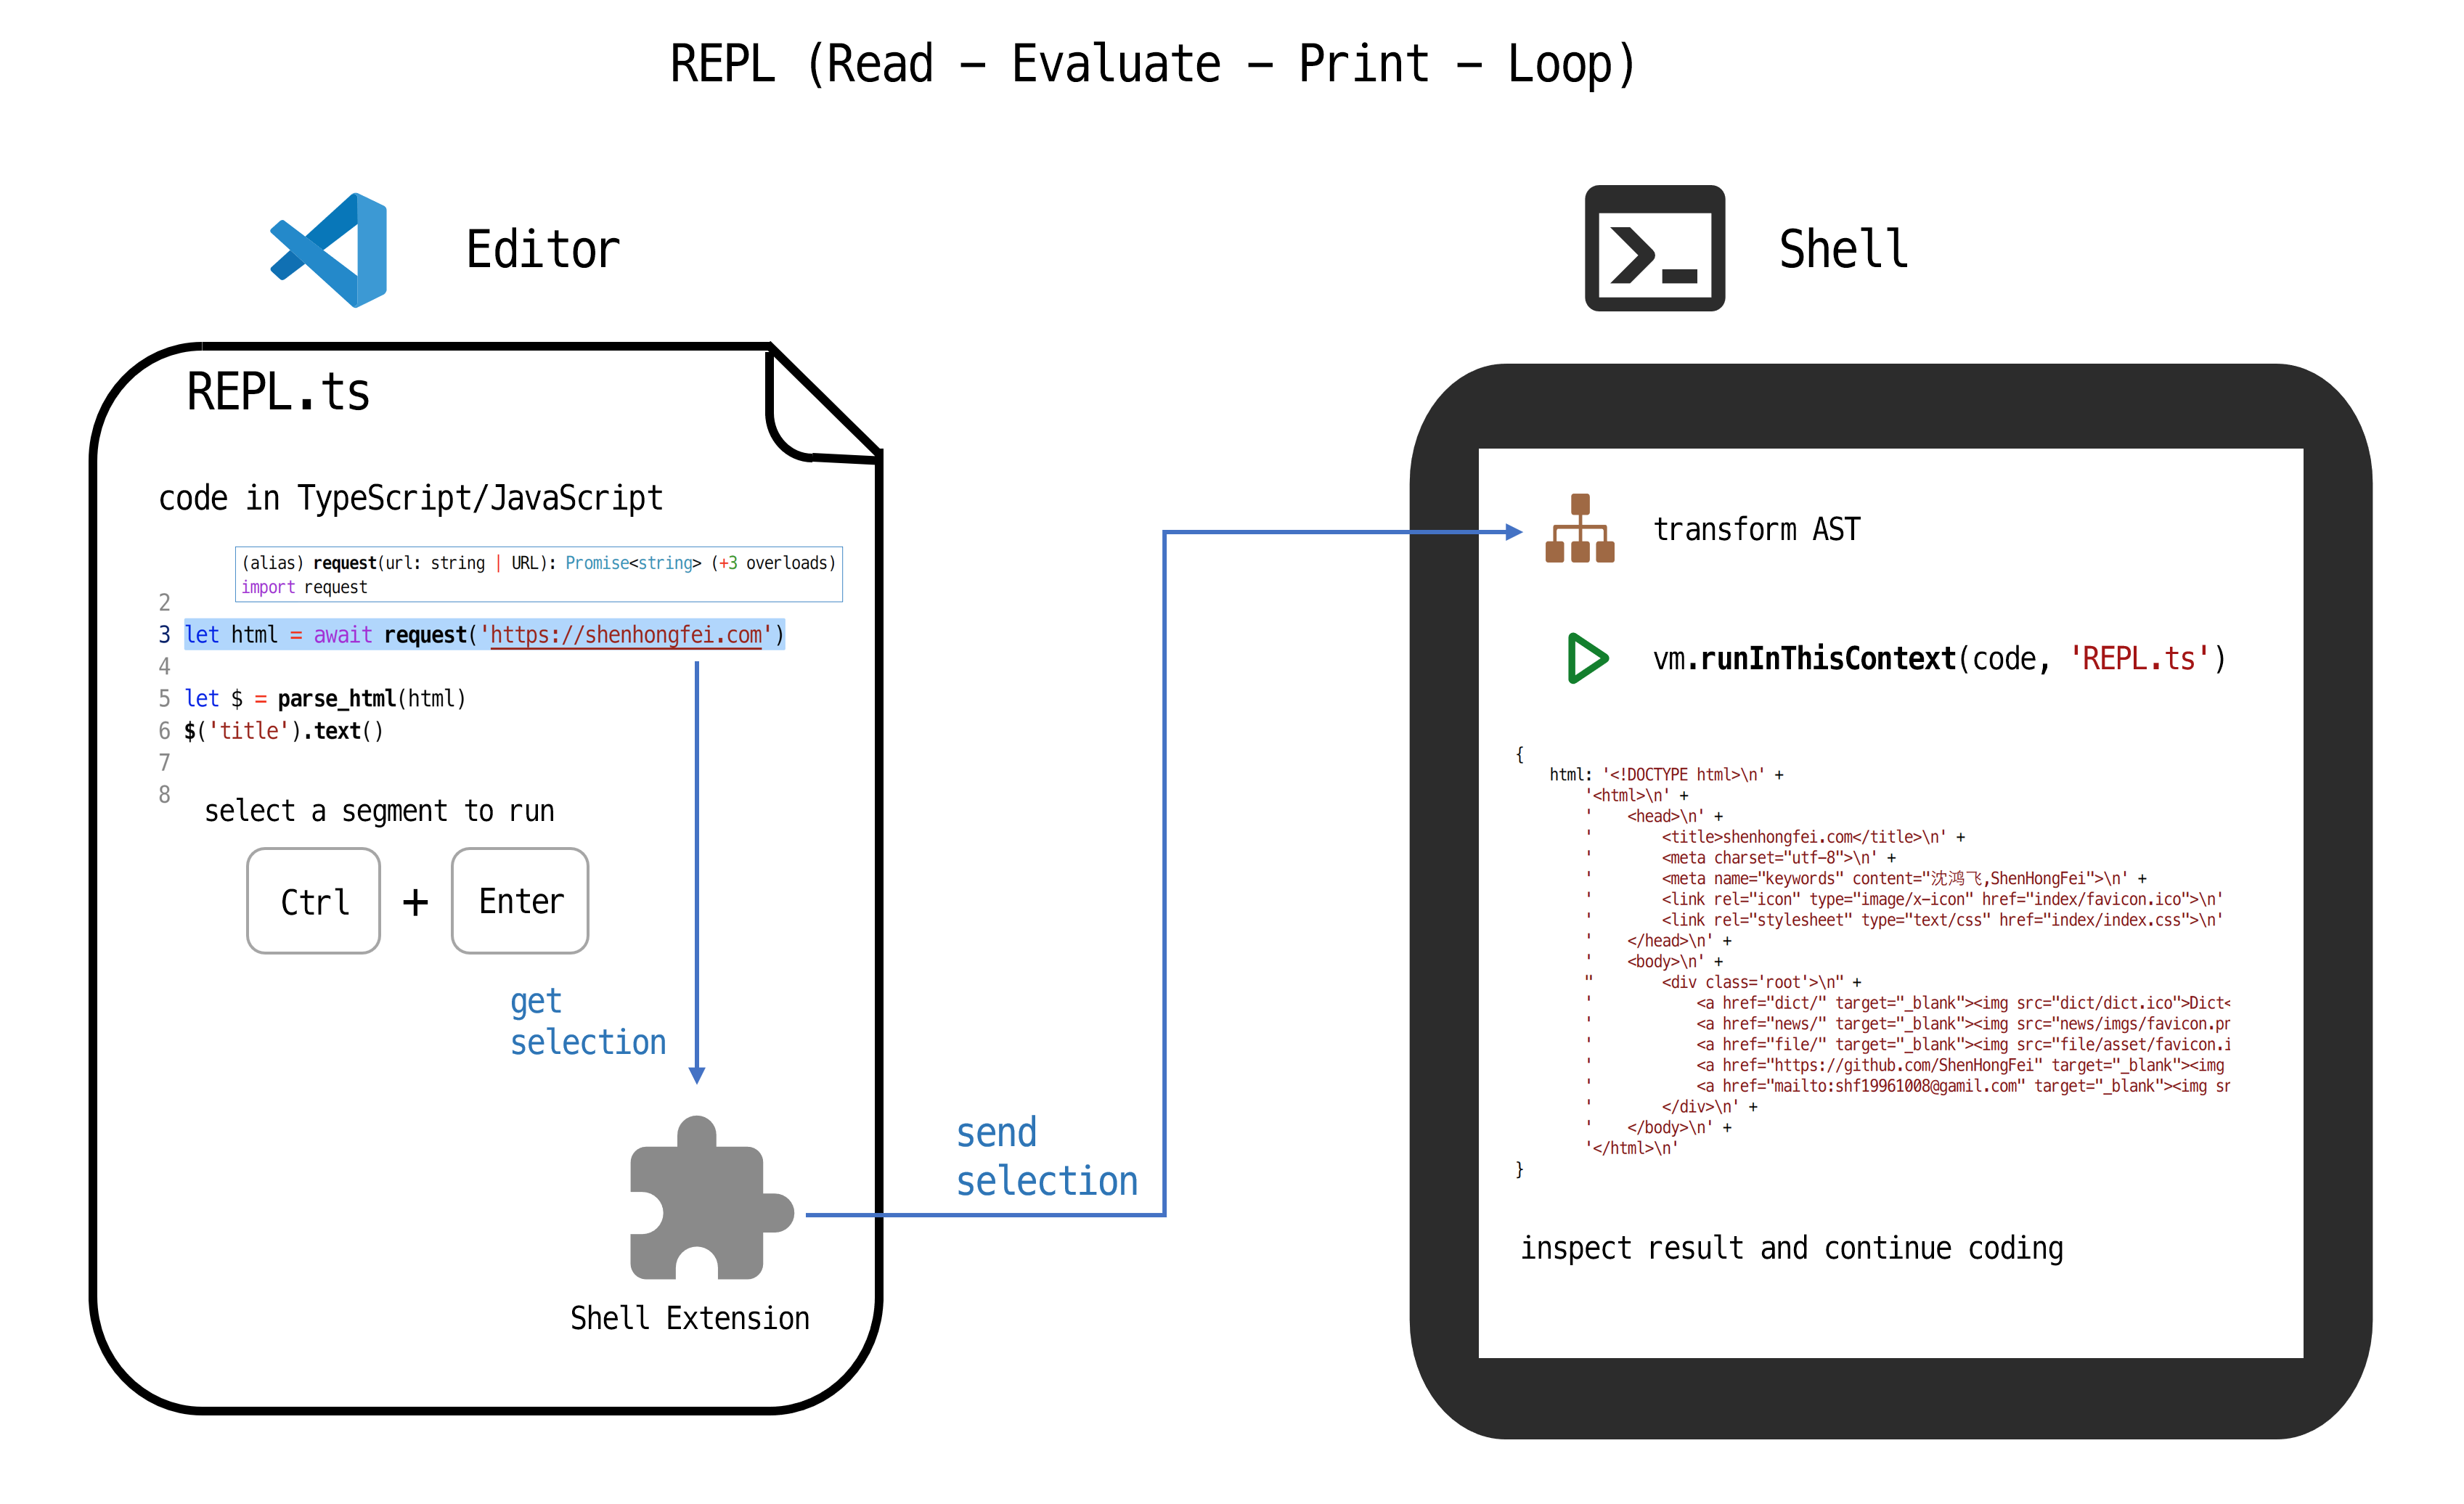 REPL (Read - Evaluate - Print - Loop)
Editor
REPL.ts
code in TypeScript/JavaScript
(alias) request(url: string | URL): Promise<string> (+3 overloads)
import request
2
3 let html = await request('https://shenhongfei.com')
4
5 let $ = parse_html(html)
6 $('title').text()
7
8
select a segment to run
Ctrl + Enter
get
selection
Shell Extension
send
selection
Shell
transform AST
vm.runInThisContext(code, 'REPL.ts')
{
    html: '<!DOCTYPE html>\n' +
        '<html>\n' +
        '    <head>\n' +
        '        <title>shenhongfei.com</title>\n' +
        '        <meta charset="utf-8">\n' +
        '        <meta name="keywords" content="沈鸿飞,ShenHongFei">\n' +
        '        <link rel="icon" type="image/x-icon" href="index/favicon.ico">\n'
        '        <link rel="stylesheet" type="text/css" href="index/index.css">\n'
        '    </head>\n' +
        '    <body>\n' +
        "        <div class='root'>\n" +
        '            <a href="dict/" target="_blank"><img src="dict/dict.ico">Dict<
        '            <a href="news/" target="_blank"><img src="news/imgs/favicon.pr
        '            <a href="file/" target="_blank"><img src="file/asset/favicon.i
        '            <a href="https://github.com/ShenHongFei" target="_blank"><img
        '            <a href="mailto:shf19961008@gamil.com" target="_blank"><img sr
        '        </div>\n' +
        '    </body>\n' +
        '</html>\n'
}
inspect result and continue coding